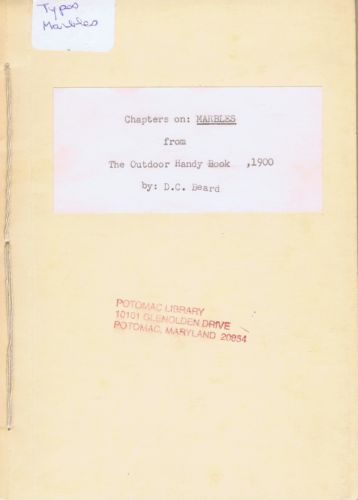 Typos
Marbles
Chapters on: MARBLES
from
The Outdoor Handy Book ,1900
by: D.C. Beard
POTOMAC LIBRARY
10101 GLENOLDEN DRIVE
POTOMAC, MARYLAND 20854